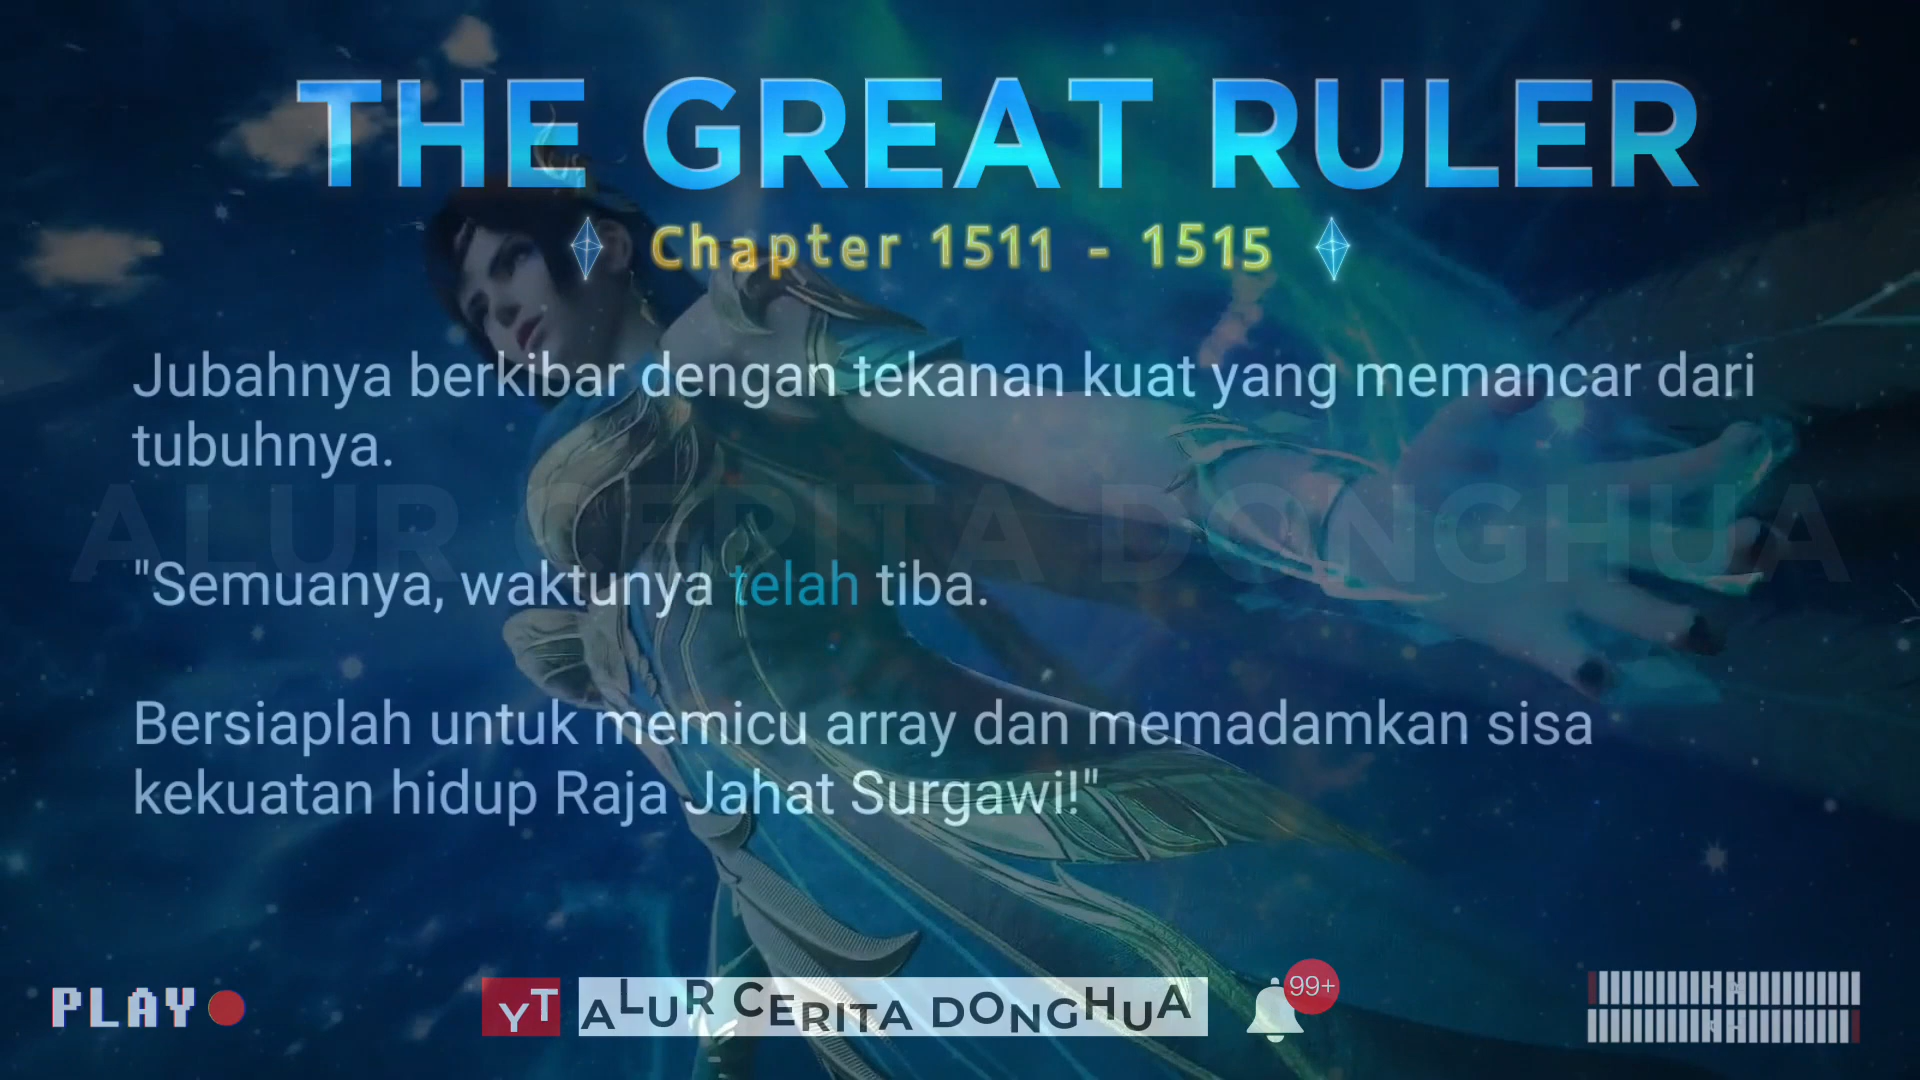 THE GREAT RULER
Chapter 1511 - 1515
Jubahnya berkibar dengan tekanan kuat yang memancar dari
tubuhnya.
ALUR CERITA DONGHUA
"Semuanya, waktunya telah tiba.
Bersiaplah untuk memicu array dan memadamkan sisa
kekuatan hidup Raja Jahat Surgawi!"
PLAY
YT ALUR CERITA DONGHUA
99+